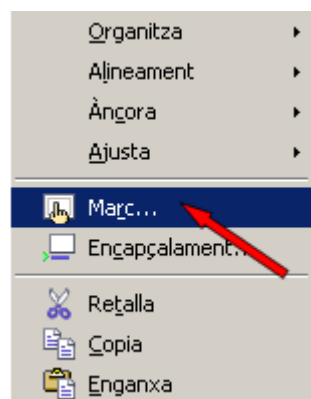 Organitza
Alineament
Àncora
Ajusta
Marc...
Encapçalament...
Retalla
Copia
Enganxa